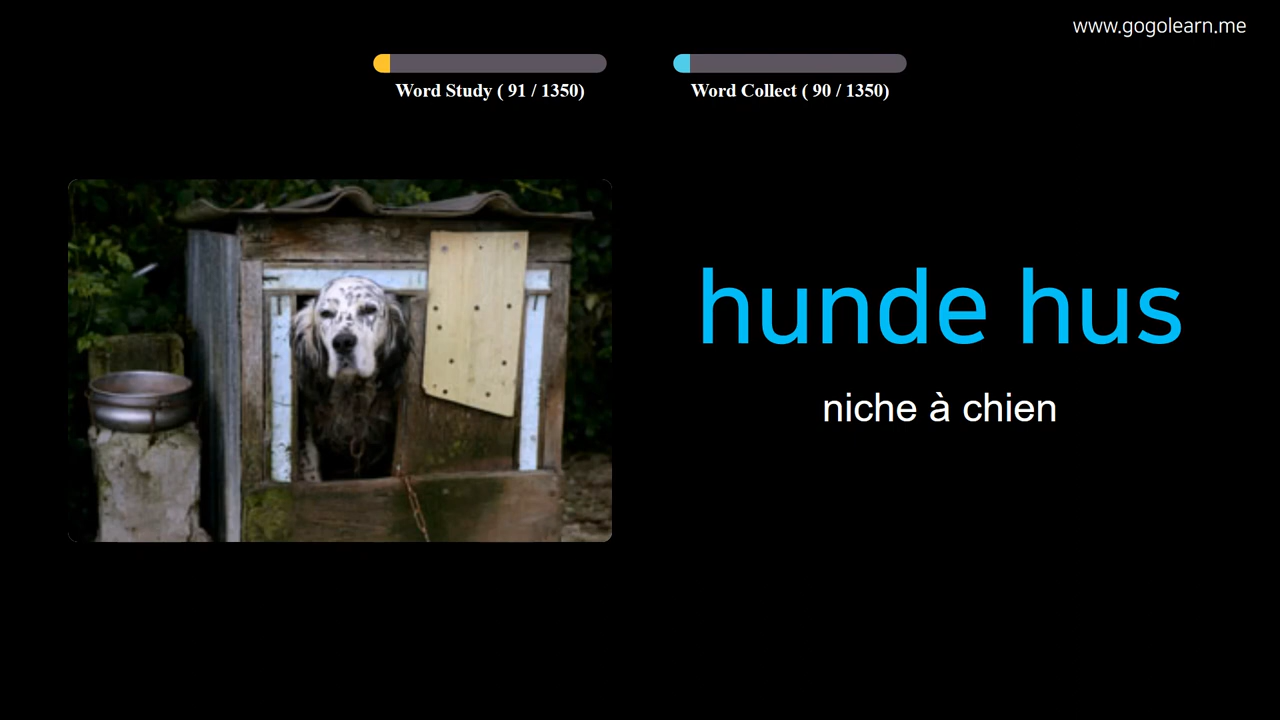 www.gogolearn.me
Word Study ( 91 / 1350)
Word Collect ( 90 / 1350)
hunde hus
niche à chien